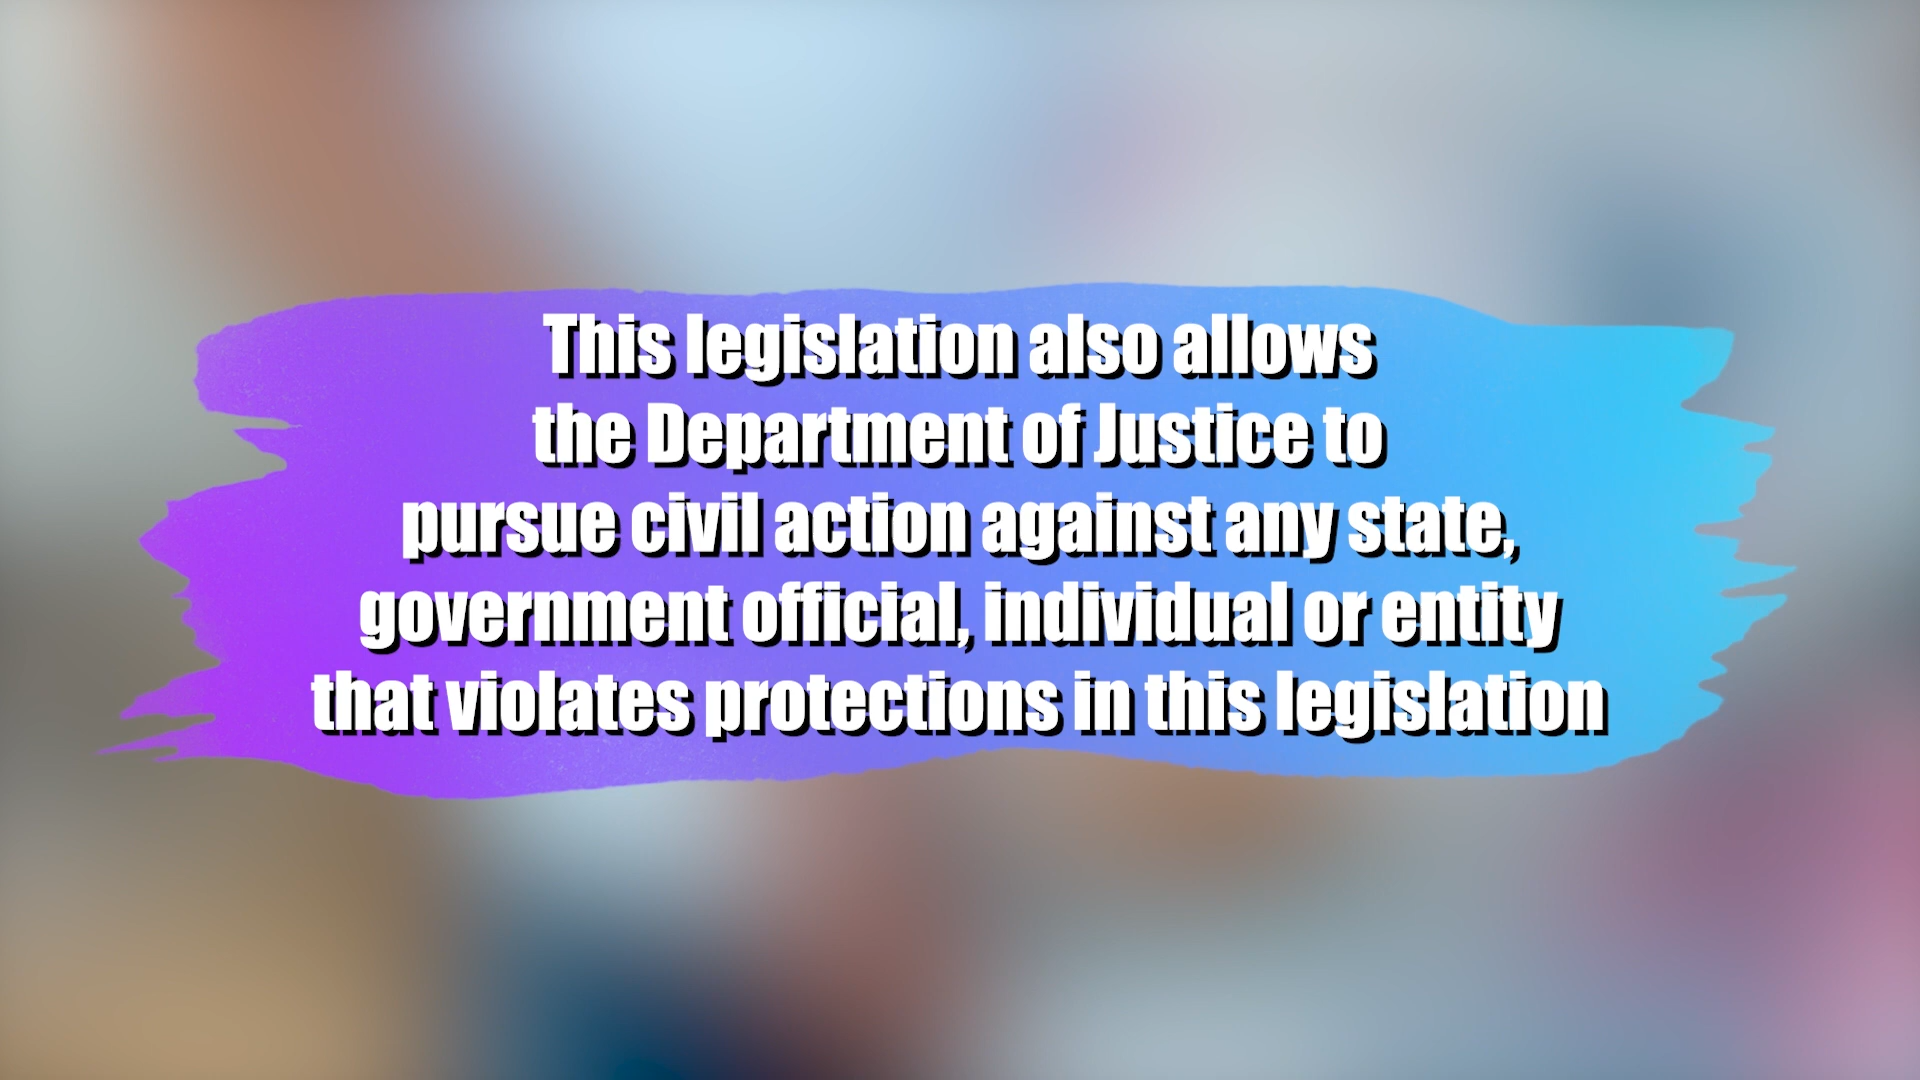 This legislation also allows
the Department of Justice to
pursue civil action against any state,
government official, individual or entity
that violates protections in this legislation